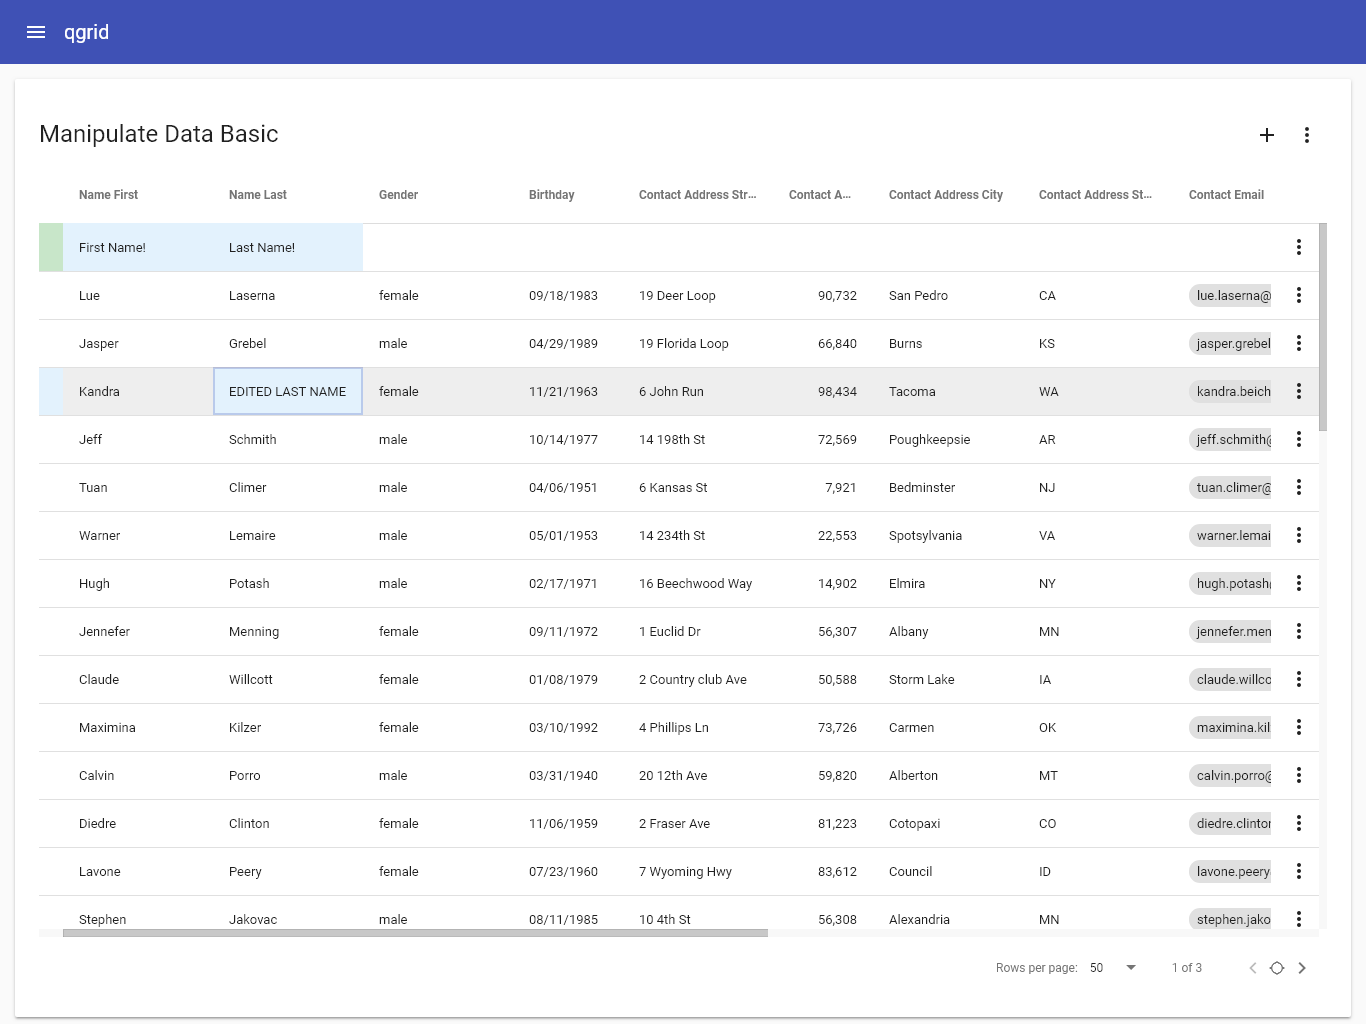 qgrid
Manipulate Data Basic
Name First Name Last Gender Birthday Contact Address Str... Contact A... Contact Address City Contact Address St... Contact Email
First Name! Last Name!
Lue Laserna female 09/18/1983 19 Deer Loop 90,732 San Pedro CA lue.laserna@
Jasper Grebel male 04/29/1989 19 Florida Loop 66,840 Burns KS jasper.grebel
Kandra EDITED LAST NAME female 11/21/1963 6 John Run 98,434 Tacoma WA kandra.beich
Jeff Schmith male 10/14/1977 14 198th St 72,569 Poughkeepsie AR jeff.schmith@
Tuan Climer male 04/06/1951 6 Kansas St 7,921 Bedminster NJ tuan.climer@
Warner Lemaire male 05/01/1953 14 234th St 22,553 Spotsylvania VA warner.lemai
Hugh Potash male 02/17/1971 16 Beechwood Way 14,902 Elmira NY hugh.potash@
Jennefer Menning female 09/11/1972 1 Euclid Dr 56,307 Albany MN jennefer.men
Claude Willcott female 01/08/1979 2 Country club Ave 50,588 Storm Lake IA claude.willco
Maximina Kilzer female 03/10/1992 4 Phillips Ln 73,726 Carmen OK maximina.kil
Calvin Porro male 03/31/1940 20 12th Ave 59,820 Alberton MT calvin.porro@
Diedre Clinton female 11/06/1959 2 Fraser Ave 81,223 Cotopaxi CO diedre.clinton
Lavone Peery female 07/23/1960 7 Wyoming Hwy 83,612 Council ID lavone.peery
Stephen Jakovac male 08/11/1985 10 4th St 56,308 Alexandria MN stephen.jako
Rows per page: 50 1 of 3